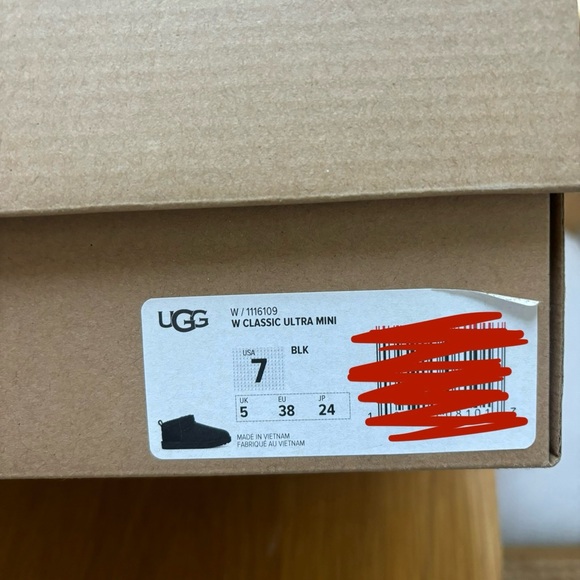 UGG
W / 1116109
W CLASSIC ULTRA MINI
USA
7
BLK
UK EU JP
5 38 24
MADE IN VIETNAM
FABRIQUÉ AU VIETNAM